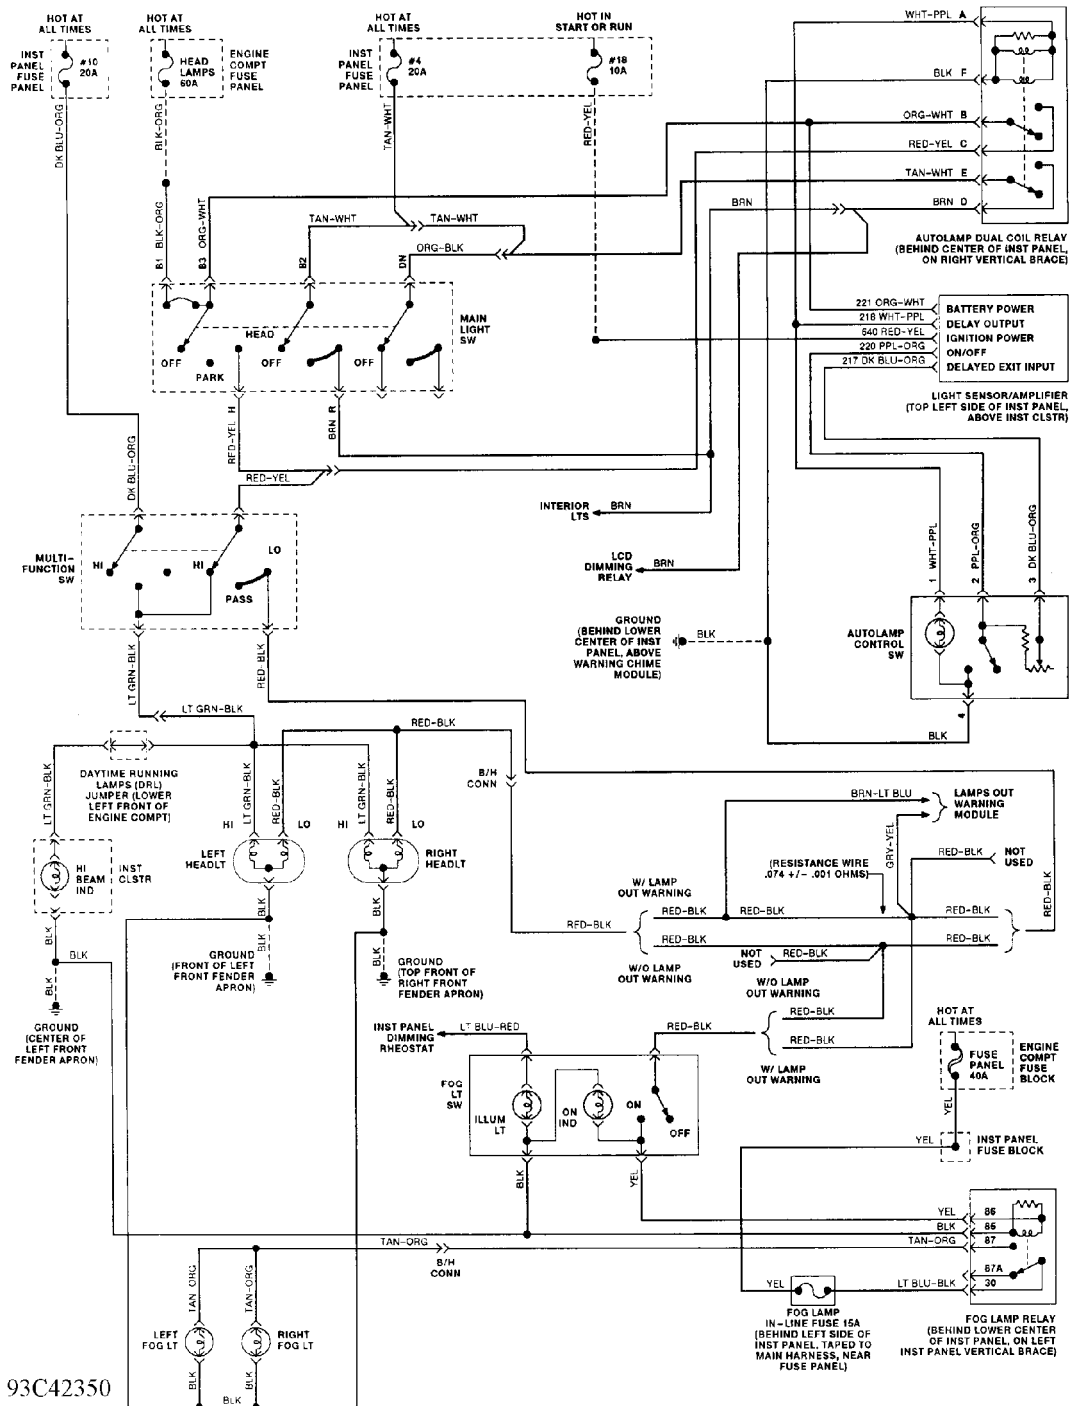 HOT AT
ALL TIMES
INST
PANEL
FUSE
PANEL
#10
20A
HOT AT
ALL TIMES
HEAD
LAMPS
60A
ENGINE
COMPT
FUSE
PANEL
HOT AT
ALL TIMES
INST
PANEL
FUSE
PANEL
#4
20A
HOT IN
START OR RUN
#18
10A
WHT-PPL A
BLK F
ORG-WHT B
RED-YEL C
TAN-WHT E
BRN
BRN D
AUTOLAMP DUAL COIL RELAY
(BEHIND CENTER OF INST PANEL,
ON RIGHT VERTICAL BRACE)
DK BLU-ORG
BLK-ORG
TAN-WHT
RED-YEL
BLK-ORG
ORG-WHT
TAN-WHT
TAN-WHT
ORG-BLK
B1
B3
B2
DN
MAIN
LIGHT
SW
HEAD
OFF
PARK
OFF
OFF
RED-YEL H
BRN R
RED-YEL
221 ORG-WHT
BATTERY POWER
218 WHT-PPL
DELAY OUTPUT
640 RED-YEL
IGNITION POWER
220 PPL-ORG
ON/OFF
217 DK BLU-ORG
DELAYED EXIT INPUT
LIGHT SENSOR/AMPLIFIER
(TOP LEFT SIDE OF INST PANEL,
ABOVE INST CLSTR)
DK BLU-ORG
INTERIOR
LTS
BRN
LCD
DIMMING
RELAY
BRN
1 WHT-PPL
2 PPL-ORG
3 DK BLU-ORG
MULTI-
FUNCTION
SW
HI
HI
LO
PASS
GROUND
(BEHIND LOWER
CENTER OF INST
PANEL, ABOVE
WARNING CHIME
MODULE)
BLK
AUTOLAMP
CONTROL
SW
4
BLK
LT GRN-BLK
RED-BLK
LT GRN-BLK
RED-BLK
DAYTIME RUNNING
LAMPS (DRL)
JUMPER (LOWER
LEFT FRONT OF
ENGINE COMPT)
LT GRN-BLK
LT GRN-BLK
RED-BLK
LT GRN-BLK
RED-BLK
B/H
CONN
HI
LO
HI
LO
LEFT
HEADLT
RIGHT
HEADLT
HI
BEAM
IND
INST
CLSTR
BRN-LT BLU
LAMPS OUT
WARNING
MODULE
GRY-YEL
(RESISTANCE WIRE
.074 +/- .001 OHMS)
RED-BLK
NOT
USED
RED-BLK
W/ LAMP
OUT WARNING
RED-BLK
RED-BLK
RED-BLK
RED-BLK
RED-BLK
RED-BLK
W/O LAMP
OUT WARNING
NOT
USED
RED-BLK
BLK
BLK
BLK
BLK
BLK
BLK
BLK
GROUND
(FRONT OF LEFT
FRONT FENDER
APRON)
GROUND
(TOP FRONT OF
RIGHT FRONT
FENDER APRON)
GROUND
(CENTER OF
LEFT FRONT
FENDER APRON)
W/O LAMP
OUT WARNING
RED-BLK
RED-BLK
RED-BLK
W/ LAMP
OUT WARNING
INST PANEL
DIMMING
RHEOSTAT
LT BLU-RED
FOG
LT
SW
ILLUM
LT
ON
IND
ON
OFF
BLK
YEL
HOT AT
ALL TIMES
FUSE
PANEL
40A
ENGINE
COMPT
FUSE
BLOCK
YEL
YEL
INST PANEL
FUSE BLOCK
YEL 86
BLK 85
TAN-ORG 87
87A
LT BLU-BLK 30
FOG LAMP RELAY
(BEHIND LOWER CENTER
OF INST PANEL, ON LEFT
INST PANEL VERTICAL BRACE)
YEL
FOG LAMP
IN-LINE FUSE 15A
(BEHIND LEFT SIDE OF
INST PANEL, TAPED TO
MAIN HARNESS, NEAR
FUSE PANEL)
TAN-ORG
B/H
CONN
TAN-ORG
TAN-ORG
LEFT
FOG LT
RIGHT
FOG LT
BLK
BLK
BLK
93C42350